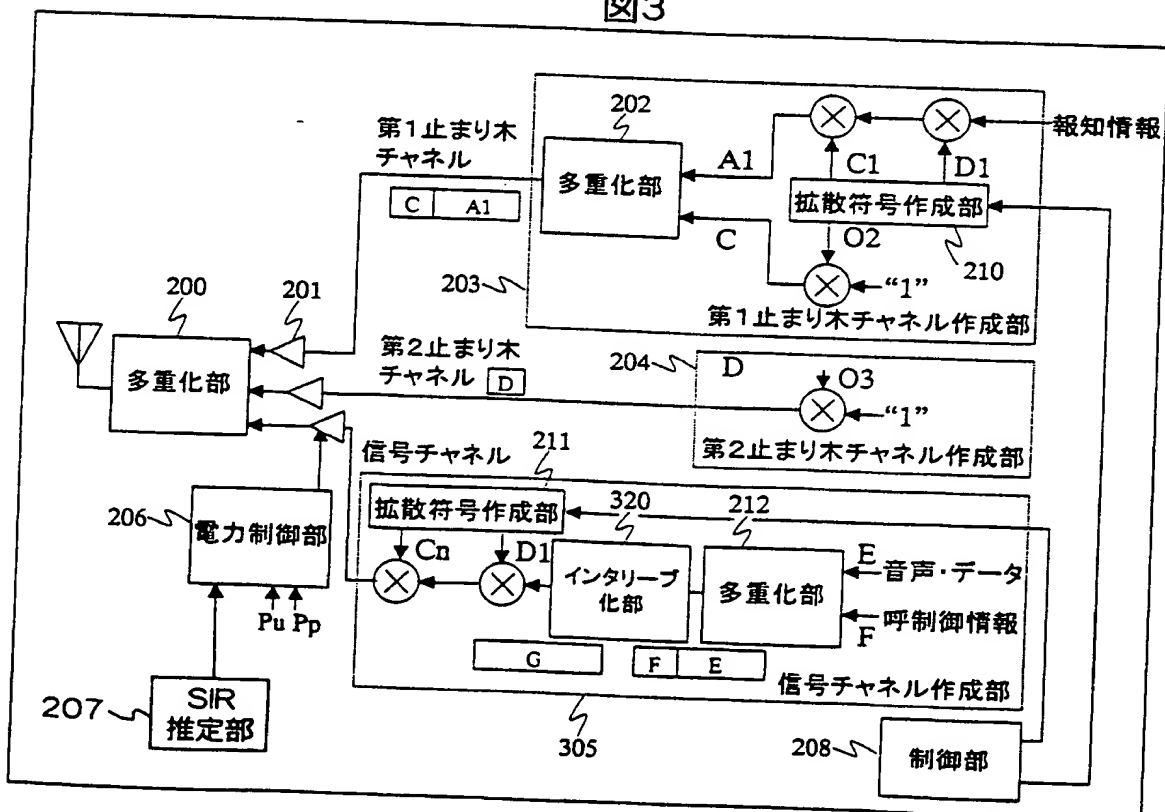 図3
202
第1止まり木
チャネル
多重化部
A1
C1
D1
報知情報
拡散符号作成部
C
A1
C
O2
210
203
"1"
第1止まり木チャネル作成部
200
201
多重化部
第2止まり木
チャネル
D
204
D
O3
"1"
第2止まり木チャネル作成部
信号チャネル
211
320
212
206
電力制御部
拡散符号作成部
Cn
D1
インタリーブ
化部
多重化部
E
音声・データ
F
呼制御情報
Pu Pp
G
F
E
信号チャネル作成部
207
SIR
推定部
305
208
制御部